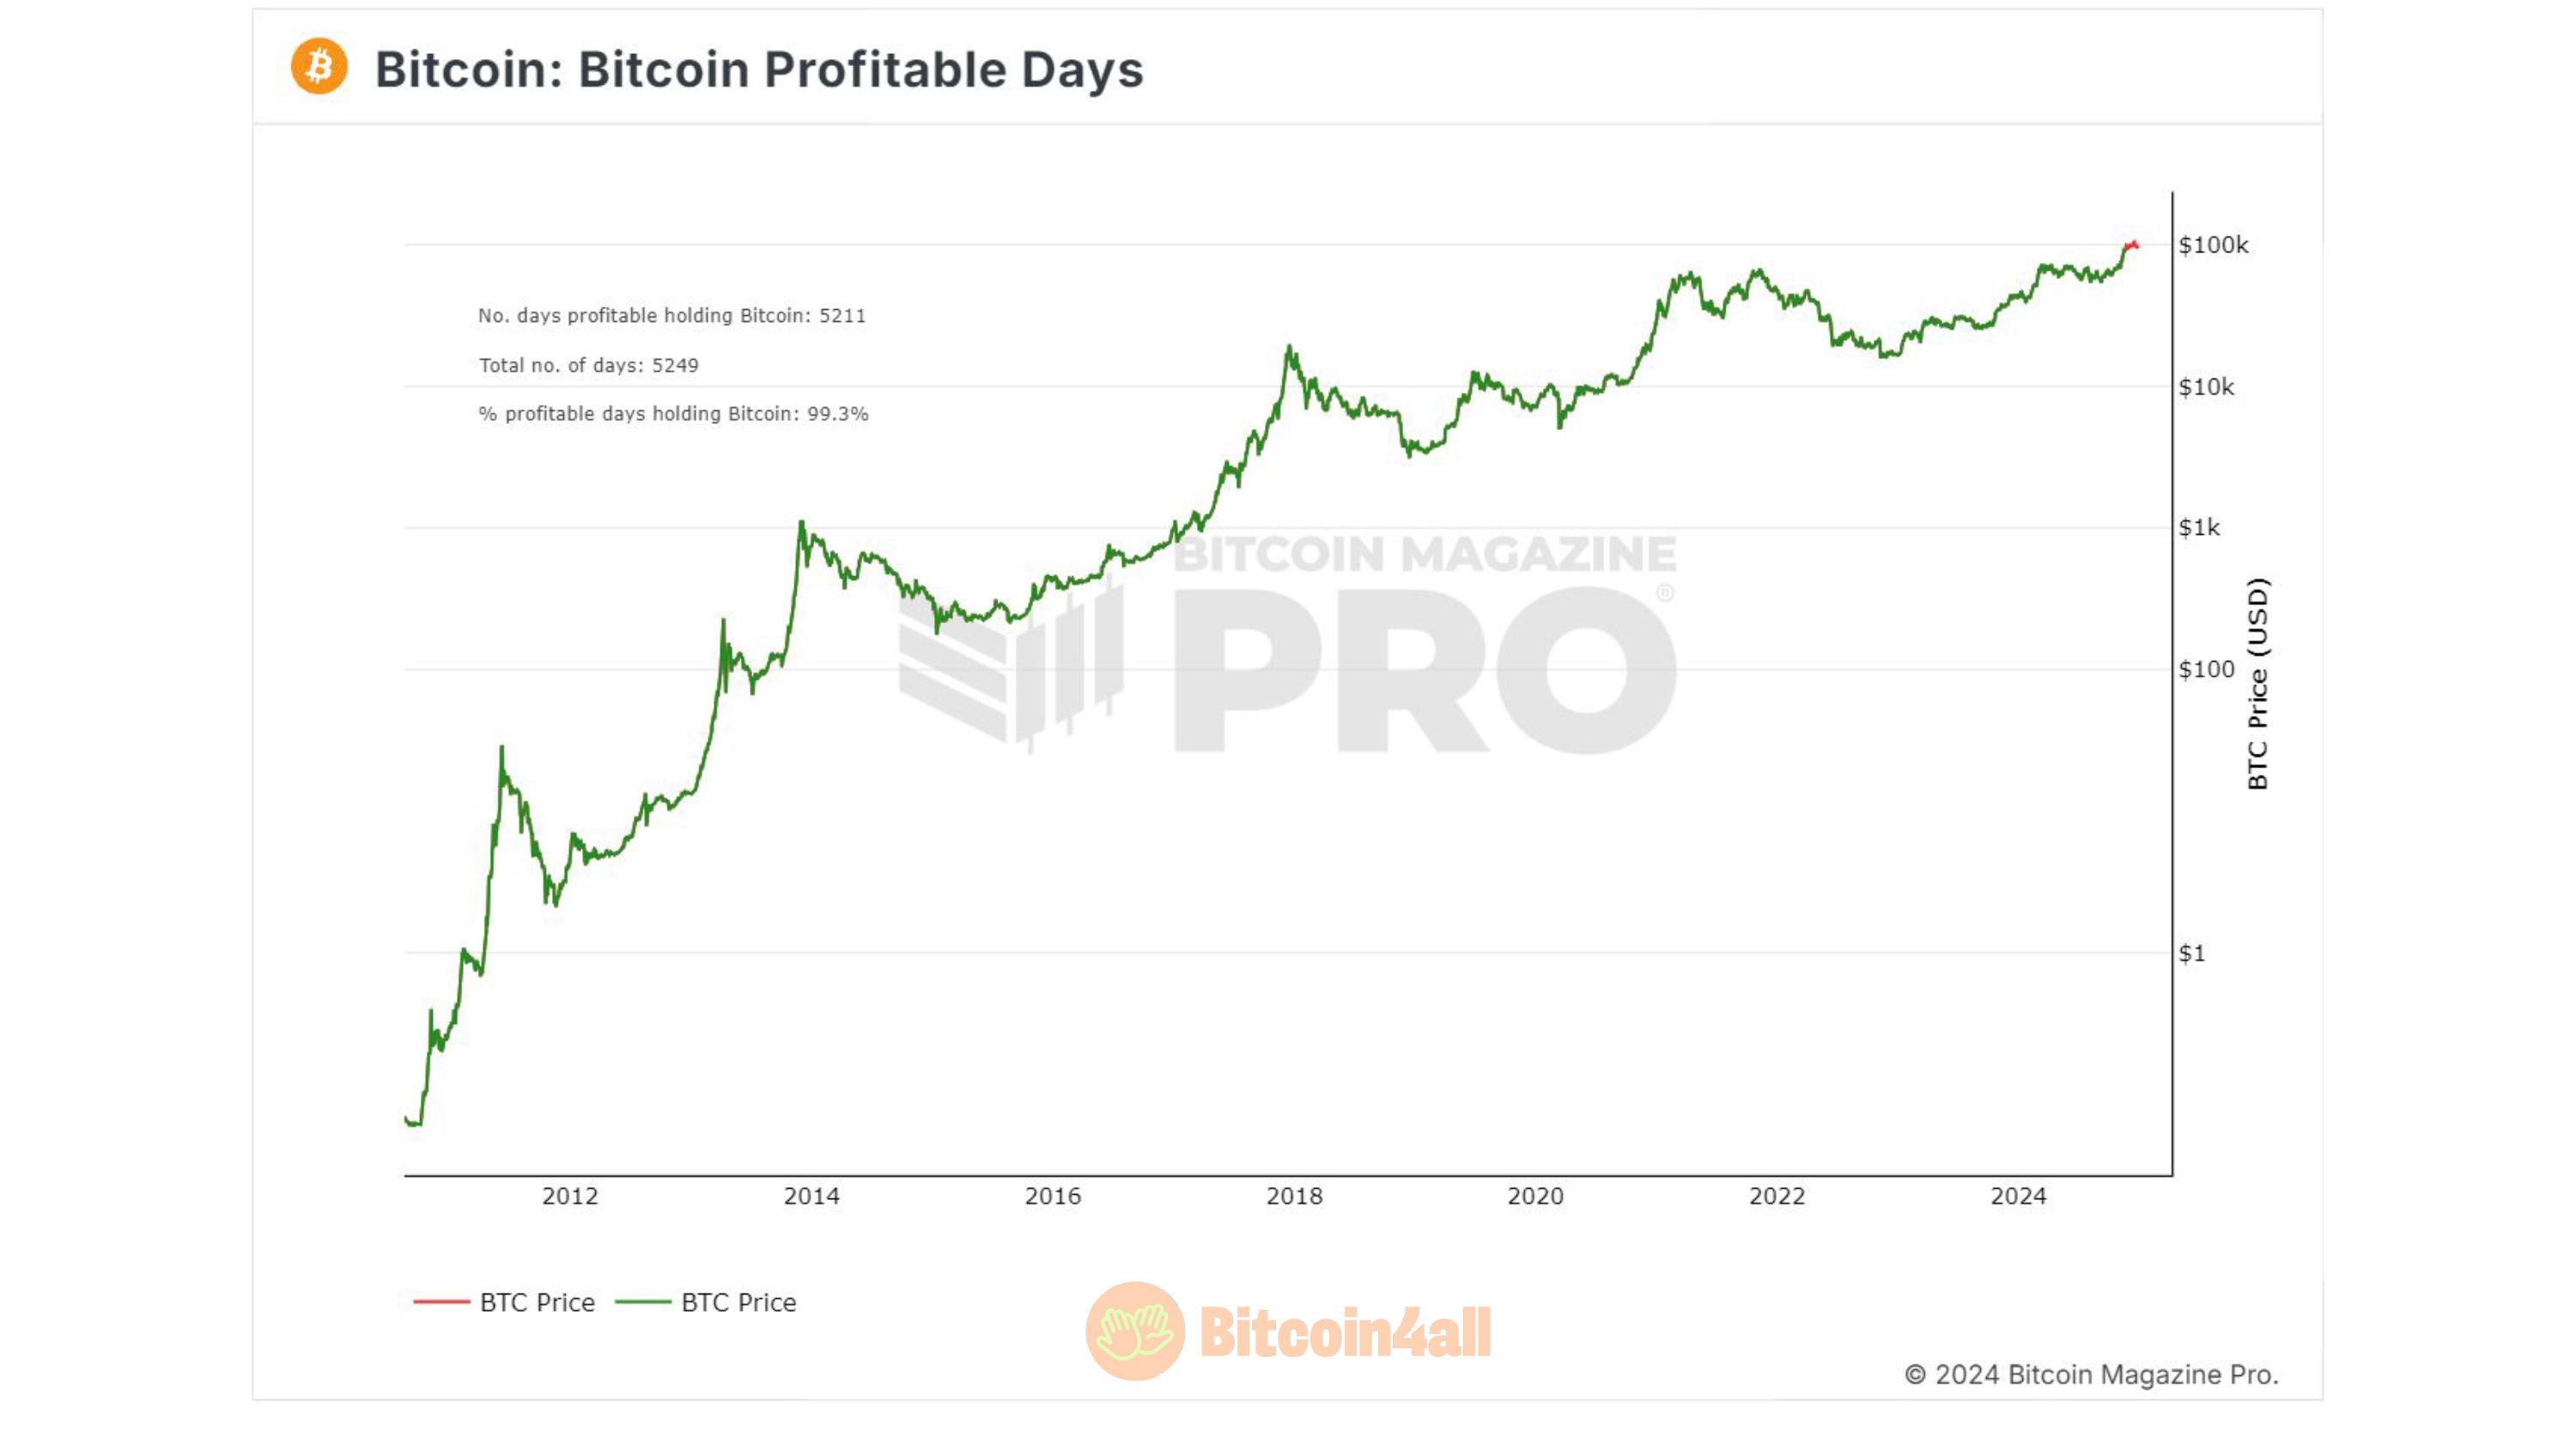 Bitcoin: Bitcoin Profitable Days
No. days profitable holding Bitcoin: 5211
Total no. of days: 5249
% profitable days holding Bitcoin: 99.3%
$100k
$10k
$1k
$100
$1
BTC Price (USD)
BITCOIN MAGAZINE
PRO®
2012 2014 2016 2018 2020 2022 2024
BTC Price BTC Price
Bitcoin4all
© 2024 Bitcoin Magazine Pro.